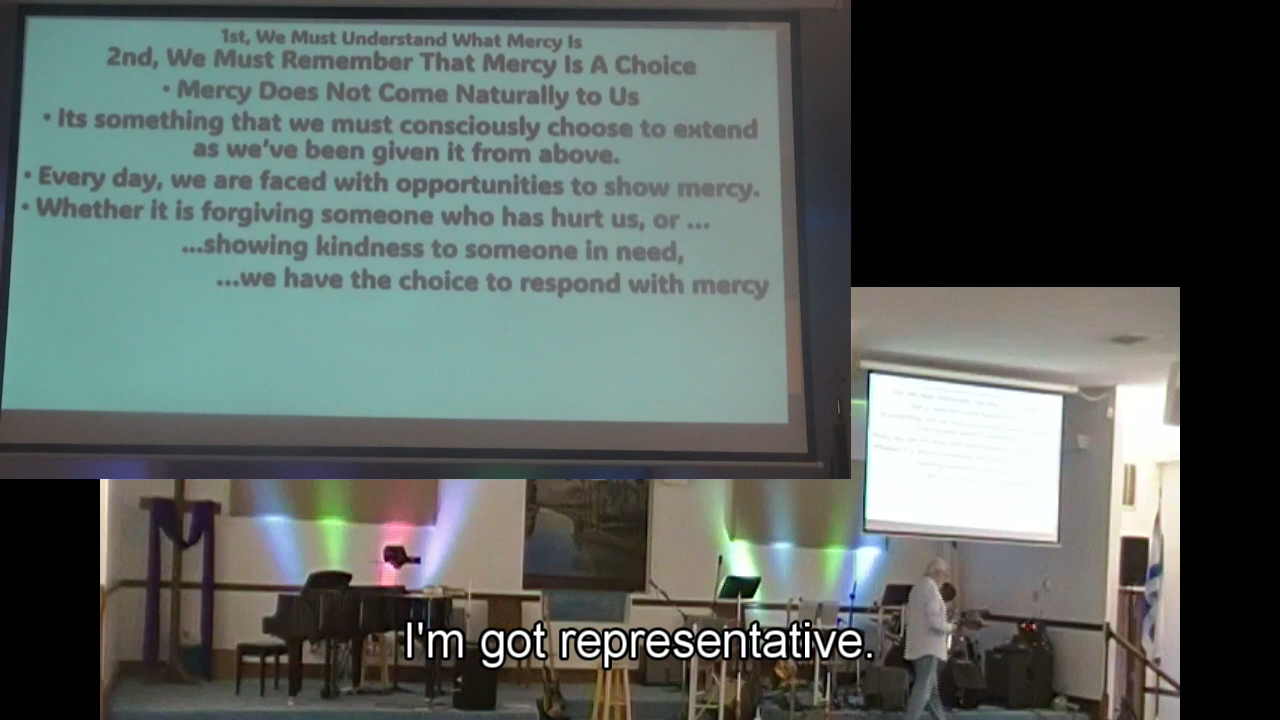 1st, We Must Understand What Mercy Is
2nd, We Must Remember That Mercy Is A Choice
• Mercy Does Not Come Naturally to Us
• Its something that we must consciously choose to extend
as we've been given it from above.
• Every day, we are faced with opportunities to show mercy.
• Whether it is forgiving someone who has hurt us, or ...
...showing kindness to someone in need,
...we have the choice to respond with mercy
I'm got representative.